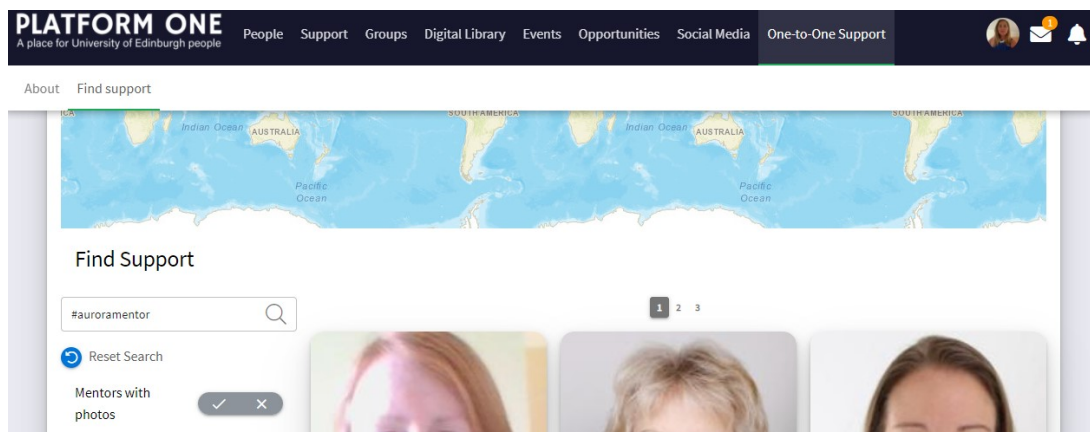 PLATFORM ONE
A place for University of Edinburgh people
People Support Groups Digital Library Events Opportunities Social Media One-to-One Support
1
About Find support
ICA
SOUTH AMERICA
SOUTH AMERICA
Indian Ocean
AUSTRALIA
Indian Ocean
AUSTRALIA
Pacific
Ocean
Pacific
Ocean
Find Support
#auroramentor
1 2 3
Reset Search
Mentors with
photos